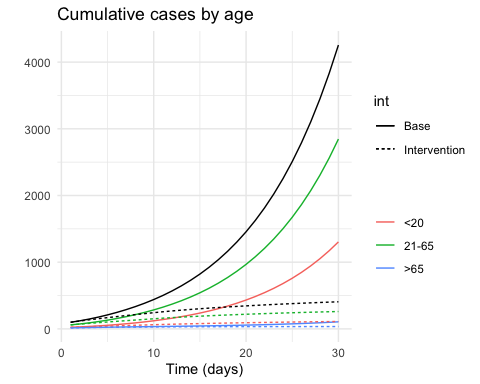 Cumulative cases by age
4000
3000
2000
1000
0
0 10 20 30
Time (days)
int
Base
Intervention
<20
21-65
>65